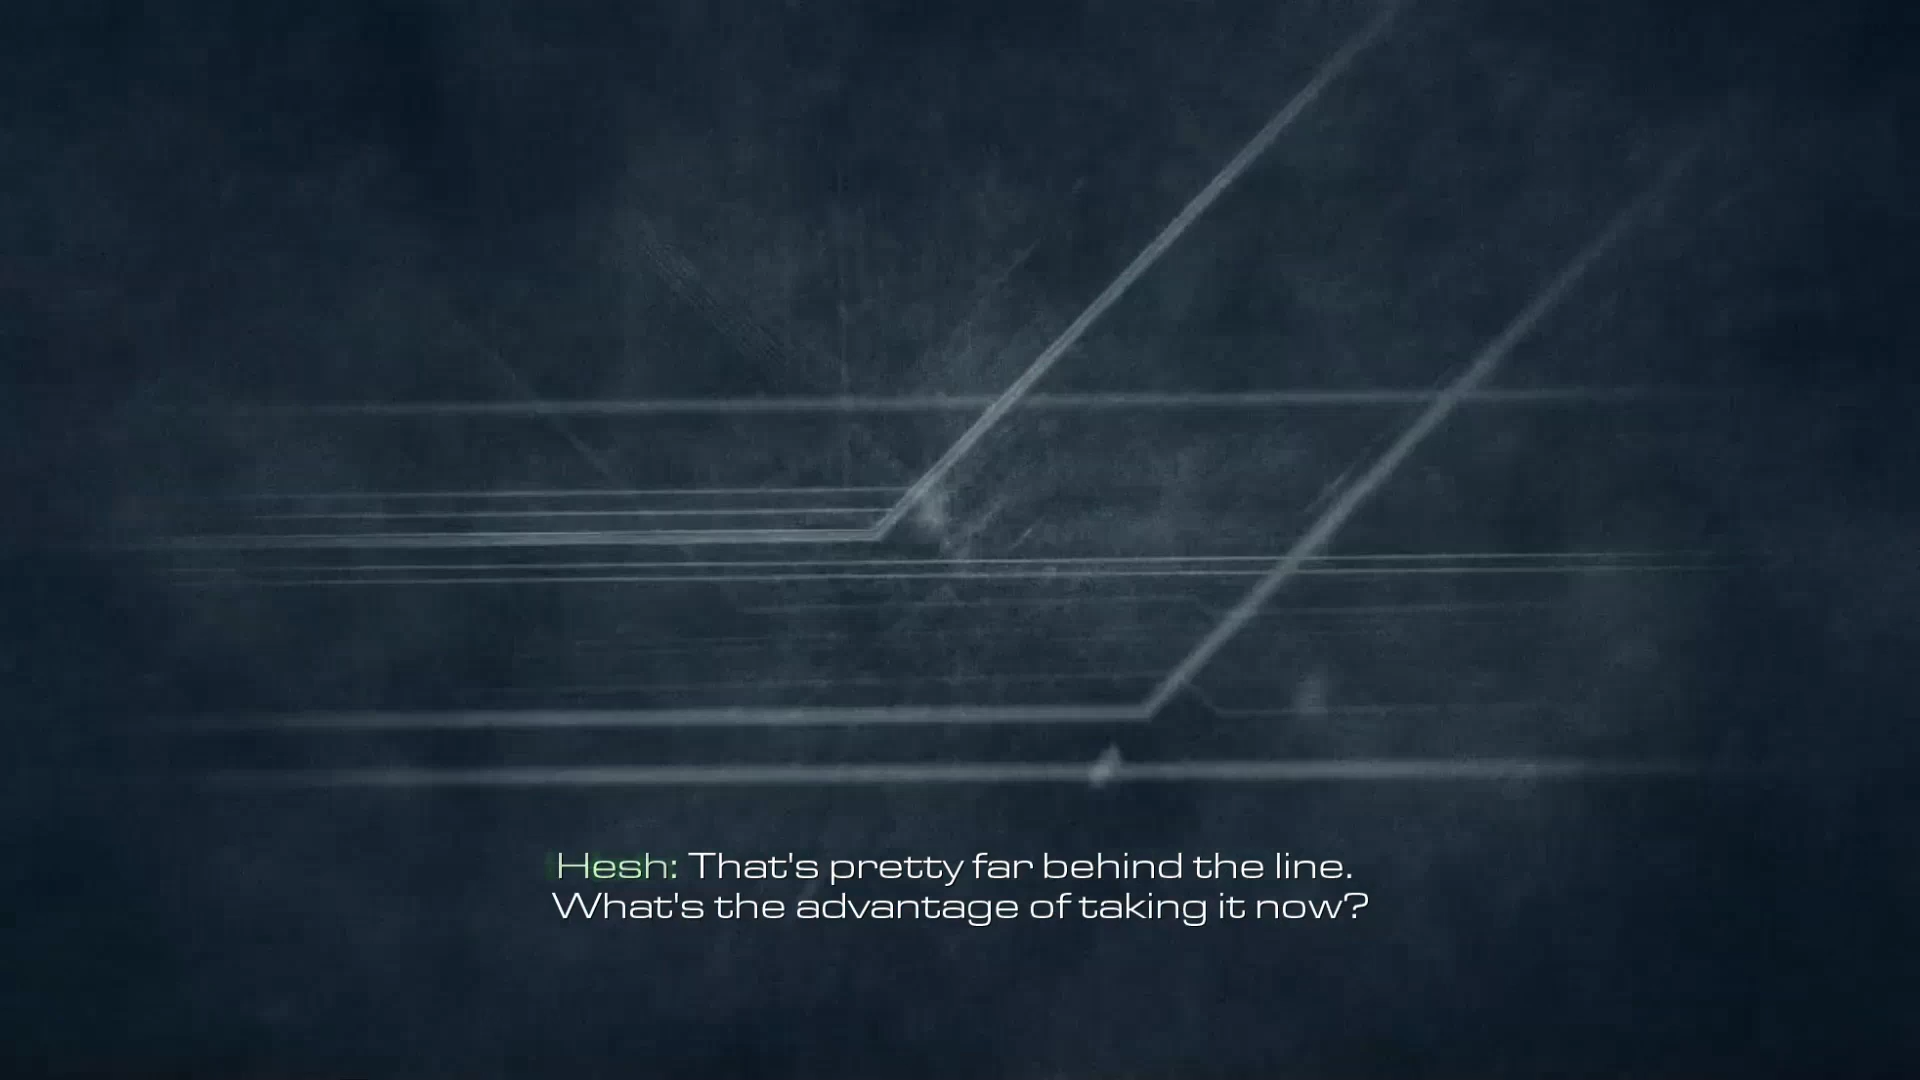 Hesh: That's pretty far behind the line.
What's the advantage of taking it now?